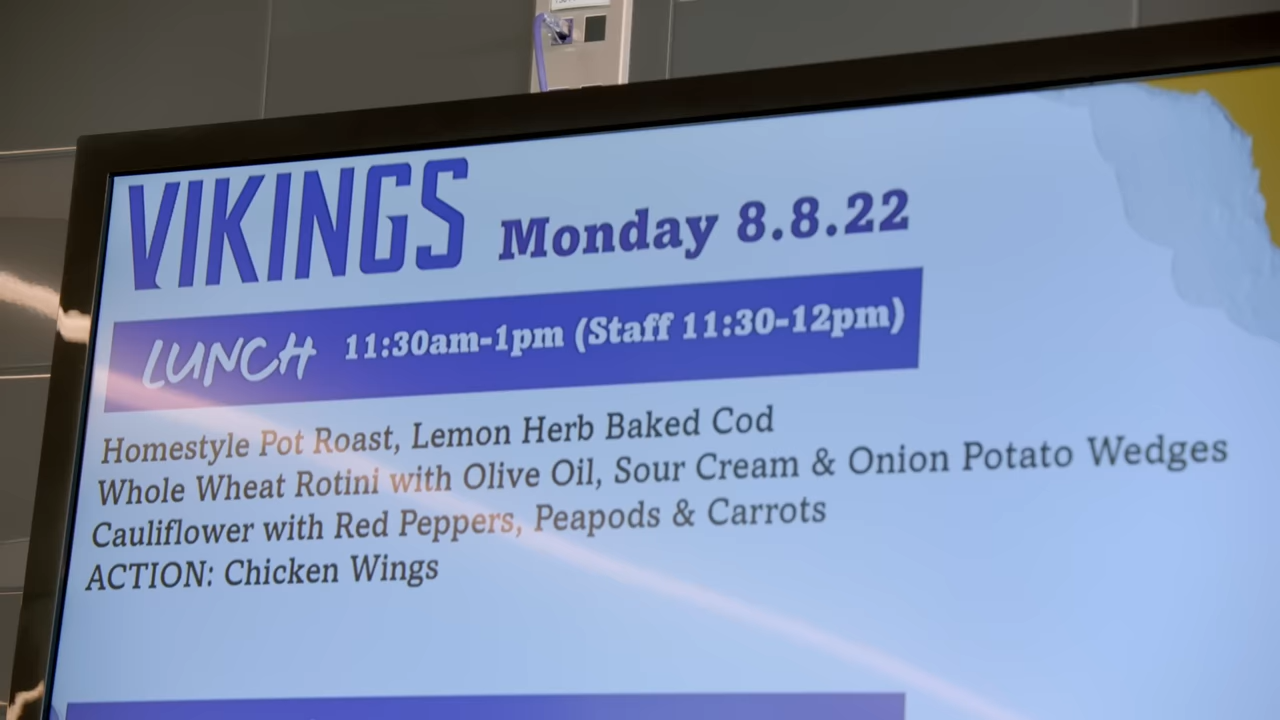 VIKINGS Monday 8.8.22
LUNCH 11:30am-1pm (Staff 11:30-12pm)
Homestyle Pot Roast, Lemon Herb Baked Cod
Whole Wheat Rotini with Olive Oil, Sour Cream & Onion Potato Wedges
Cauliflower with Red Peppers, Peapods & Carrots
ACTION: Chicken Wings